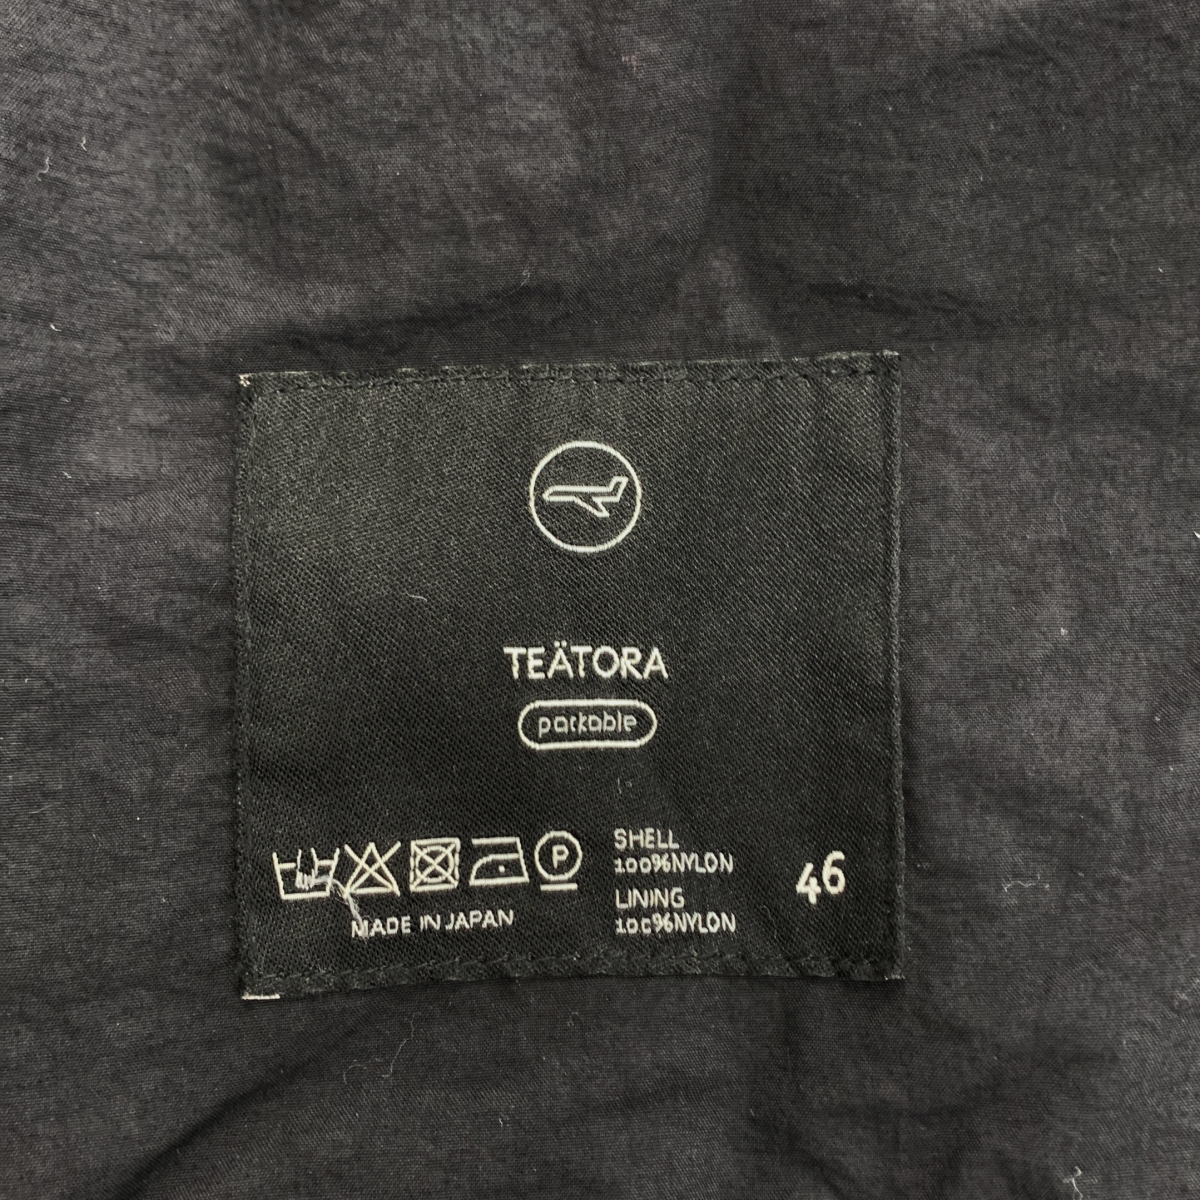 TEÄTORA
packable
P
SHELL
100%NYLON
LINING
100%NYLON
46
MADE IN JAPAN